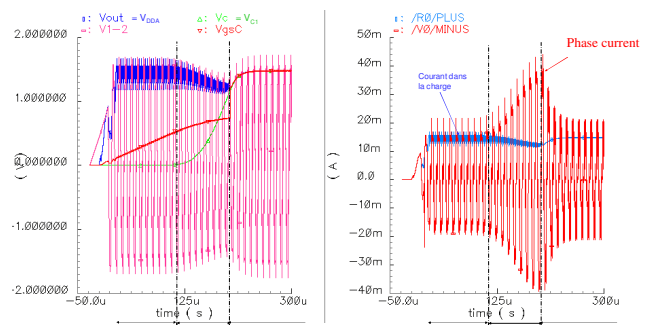 Vout = VDDA
Vc = VC1
V1-2
VgsC
2.000000
1.000000
0.000000
-1.000000
-2.000000
( V )
-50.0u
125u
300u
time ( s )
/R0/PLUS
/V0/MINUS
Phase current
Courant dans
la charge
50m
40m
30m
20m
10m
0.0
-10m
-20m
-30m
-40m
( A )
-50.0u
125u
300u
time ( s )